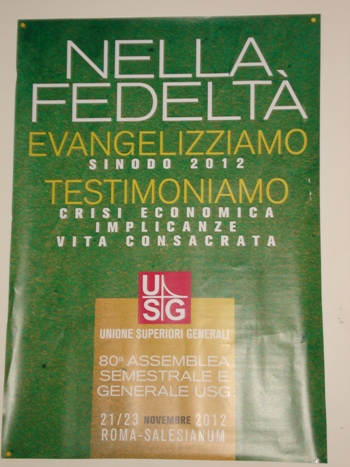 NELLA
FEDELTÀ
EVANGELIZZIAMO
SINODO 2012
TESTIMONIAMO
CRISI ECONOMICA
IMPLICANZE
VITA CONSACRATA
U
SG
UNIONE SUPERIORI GENERALI
80ª ASSEMBLEA
SEMESTRALE E
GENERALE USG
21/23 NOVEMBRE 2012
ROMA-SALESIANUM